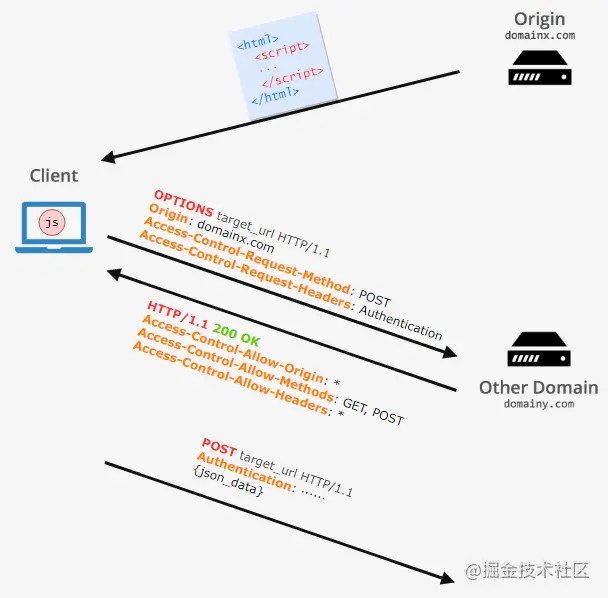 Origin
domainx.com
<html>
<script>
...
</script>
</html>
Client
js
OPTIONS target_url HTTP/1.1
Origin: domainx.com
Access-Control-Request-Method: POST
Access-Control-Request-Headers: Authentication
HTTP/1.1 200 OK
Access-Control-Allow-Origin: *
Access-Control-Allow-Methods: GET, POST
Access-Control-Allow-Headers: *
Other Domain
domainy.com
POST target_url HTTP/1.1
Authentication: ......
{json_data}
@掘金技术社区